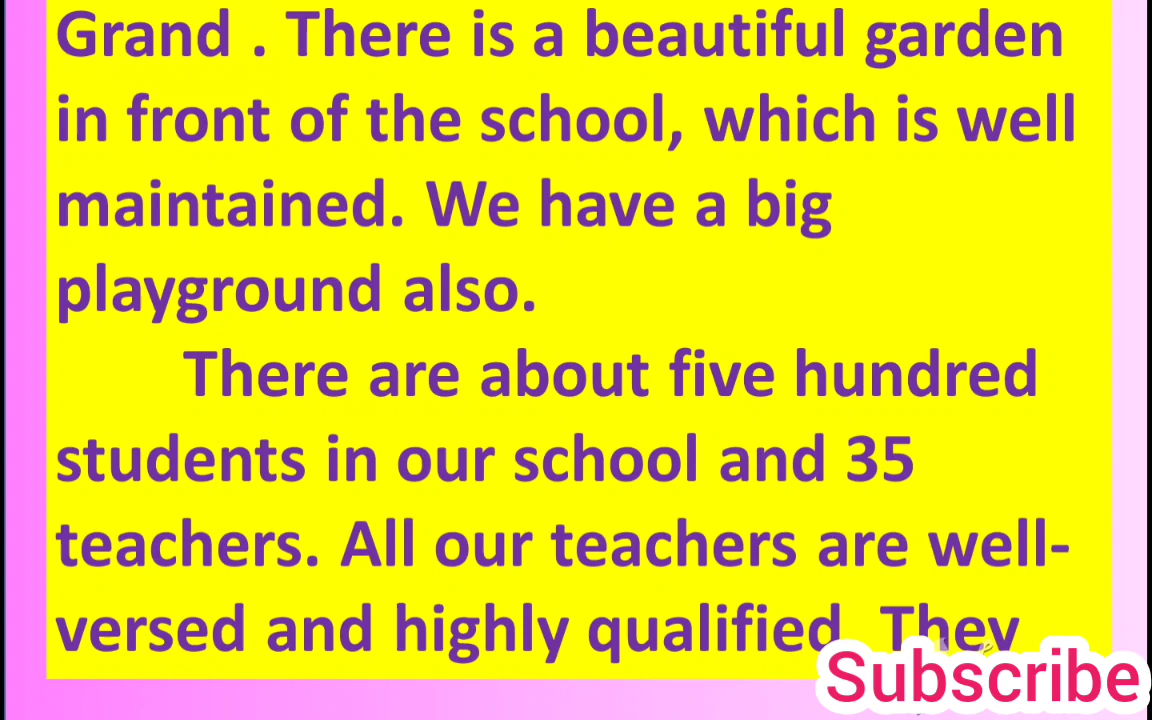 Grand . There is a beautiful garden
in front of the school, which is well
maintained. We have a big
playground also.
There are about five hundred
students in our school and 35
teachers. All our teachers are well-
versed and highly qualified. They
Subscribe